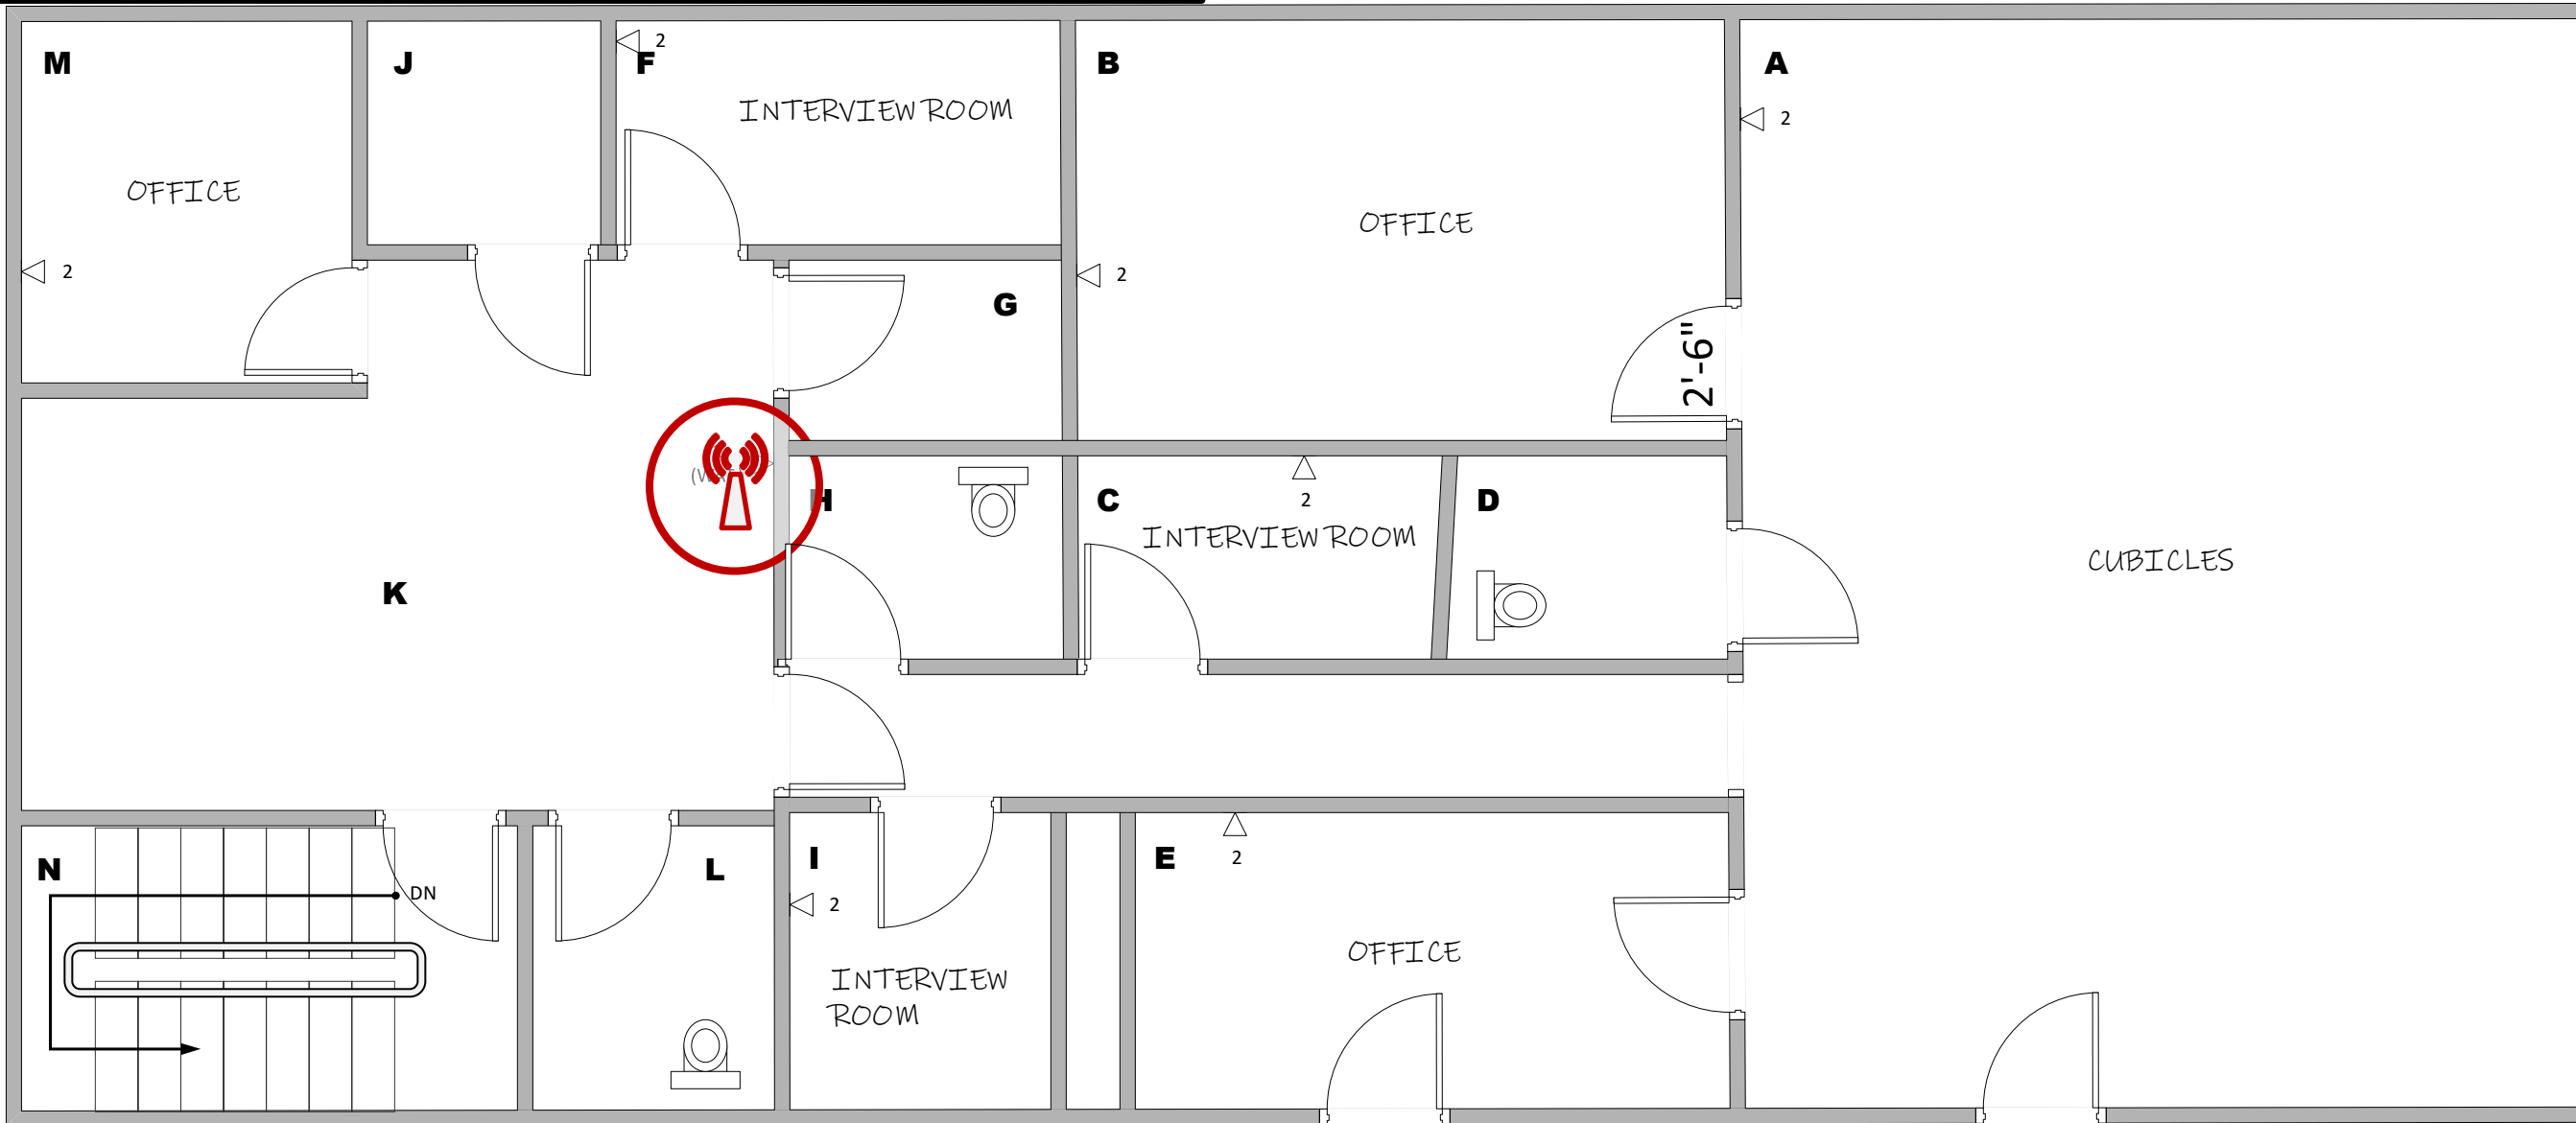 M
J
2
F
B
A
INTERVIEW ROOM
2
OFFICE
OFFICE
2
2
G
2'-6"
H
C
2
D
INTERVIEW ROOM
CUBICLES
K
N
DN
L
I
2
E
2
OFFICE
INTERVIEW
ROOM